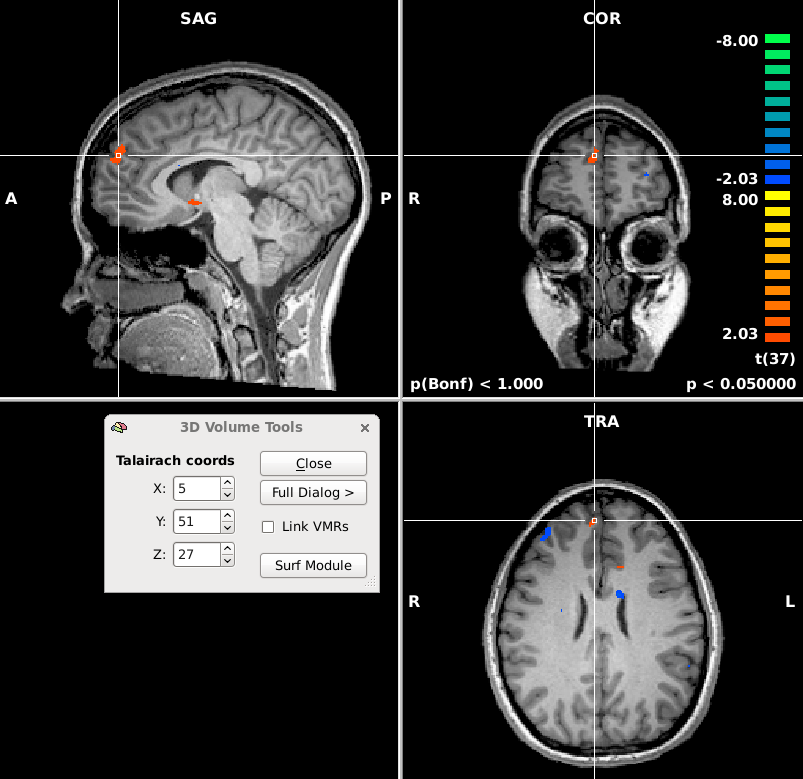 SAG
A
P
COR
-8.00
-2.03
8.00
R
2.03
t(37)
p(Bonf) < 1.000
p < 0.050000
3D Volume Tools
Talairach coords
Close
X: 5
Full Dialog >
Y: 51
Link VMRs
Z: 27
Surf Module
TRA
R
L